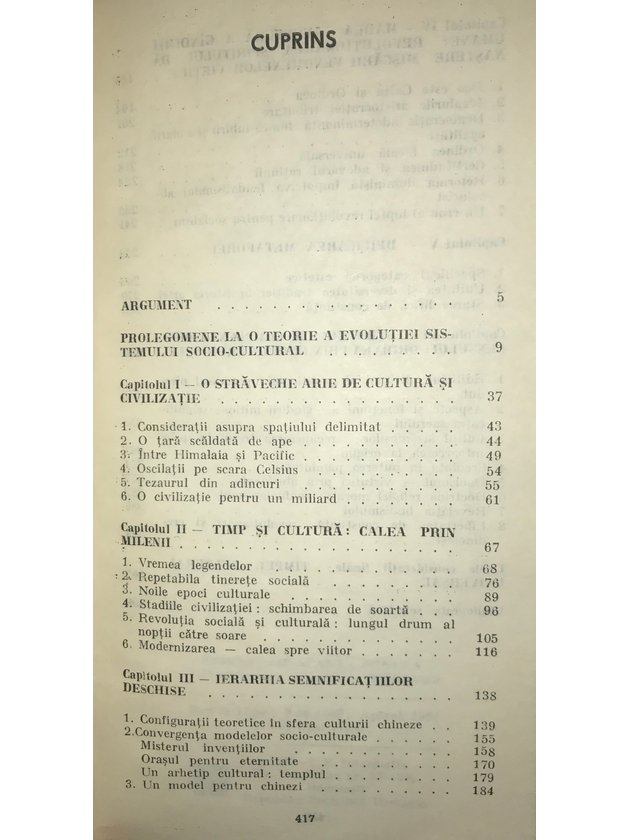 CUPRINS
ARGUMENT . . . . . . . . . . . . . . . 5
PROLEGOMENE LA O TEORIE A EVOLUȚIEI SIS-
TEMULUI SOCIO-CULTURAL . . . . . . . . 9
Capitolul I — O STRĂVECHE ARIE DE CULTURĂ ȘI
CIVILIZAȚIE . . . . . . . . . . . . . . . 37
1. Considerații asupra spațiului delimitat . . . . 43
2. O țară scăldată de ape . . . . . . . . . 44
3. Între Himalaia și Pacific . . . . . . . . 49
4. Oscilații pe scara Celsius . . . . . . . . 54
5. Tezaurul din adîncuri . . . . . . . . . 55
6. O civilizație pentru un miliard . . . . . . 61
Capitolul II — TIMP ȘI CULTURĂ : CALEA PRIN
MILENII . . . . . . . . . . . . . . . . . 67
1. Vremea legendelor . . . . . . . . . . 68
2. Repetabila tinerețe socială . . . . . . . 76
3. Noile epoci culturale . . . . . . . . . 89
4. Stadiile civilizației : schimbarea de soartă . . . 96
5. Revoluția socială și culturală : lungul drum al
nopții către soare . . . . . . . . . . 105
6. Modernizarea — calea spre viitor . . . . . . 116
Capitolul III — IERARHIA SEMNIFICAȚIILOR
DESCHISE . . . . . . . . . . . . . . . . 138
1. Configurații teoretice în sfera culturii chineze . . 139
2.Convergența modelelor socio-culturale . . . . . 155
Misterul invențiilor . . . . . . . . . 158
Orașul pentru eternitate . . . . . . . . 170
Un arhetip cultural : templul . . . . . . . 179
3. Un model pentru chinezi . . . . . . . . 184
417